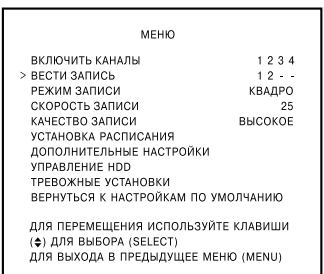 МЕНЮ
ВКЛЮЧИТЬ КАНАЛЫ 1 2 3 4
> ВЕСТИ ЗАПИСЬ 1 2 - -
РЕЖИМ ЗАПИСИ КВАДРО
СКОРОСТЬ ЗАПИСИ 25
КАЧЕСТВО ЗАПИСИ ВЫСОКОЕ
УСТАНОВКА РАСПИСАНИЯ
ДОПОЛНИТЕЛЬНЫЕ НАСТРОЙКИ
УПРАВЛЕНИЕ HDD
ТРЕВОЖНЫЕ УСТАНОВКИ
ВЕРНУТЬСЯ К НАСТРОЙКАМ ПО УМОЛЧАНИЮ
ДЛЯ ПЕРЕМЕЩЕНИЯ ИСПОЛЬЗУЙТЕ КЛАВИШИ
(♦) ДЛЯ ВЫБОРА (SELECT)
ДЛЯ ВЫХОДА В ПРЕДЫДУЩЕЕ МЕНЮ (MENU)